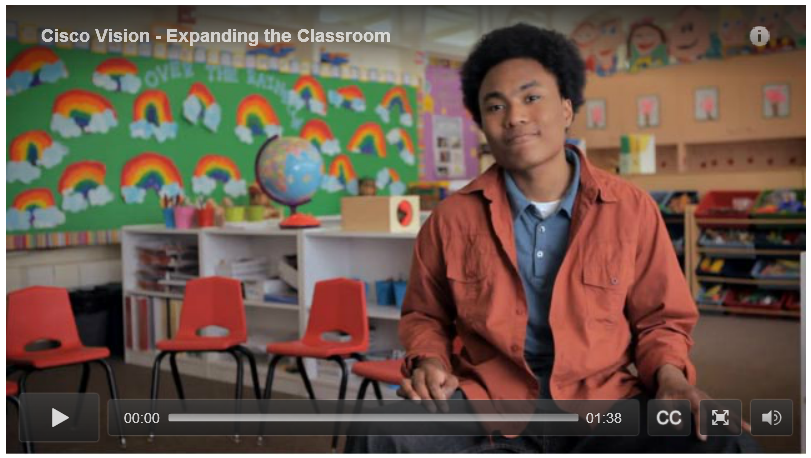 Cisco Vision - Expanding the Classroom
OVER THE RAINBOW
00:00
01:38
CC